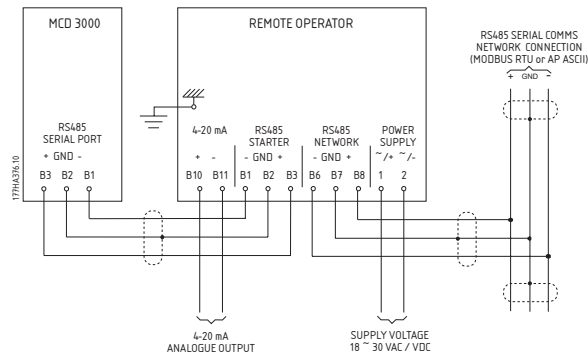 MCD 3000
REMOTE OPERATOR
RS485 SERIAL COMMS
NETWORK CONNECTION
(MODBUS RTU or AP ASCII)
+ GND -
RS485
SERIAL PORT
+ GND -
B3 B2 B1
4-20 mA
+ -
B10 B11
RS485
STARTER
- GND +
B1 B2 B3
RS485
NETWORK
- GND +
B6 B7 B8
POWER
SUPPLY
~/+ ~/-
1 2
177HA376.10
4-20 mA
ANALOGUE OUTPUT
SUPPLY VOLTAGE
18 ~ 30 VAC / VDC